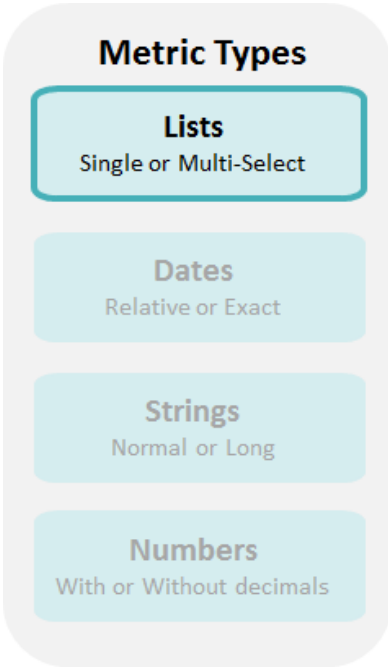 Metric Types
Lists
Single or Multi-Select
Dates
Relative or Exact
Strings
Normal or Long
Numbers
With or Without decimals